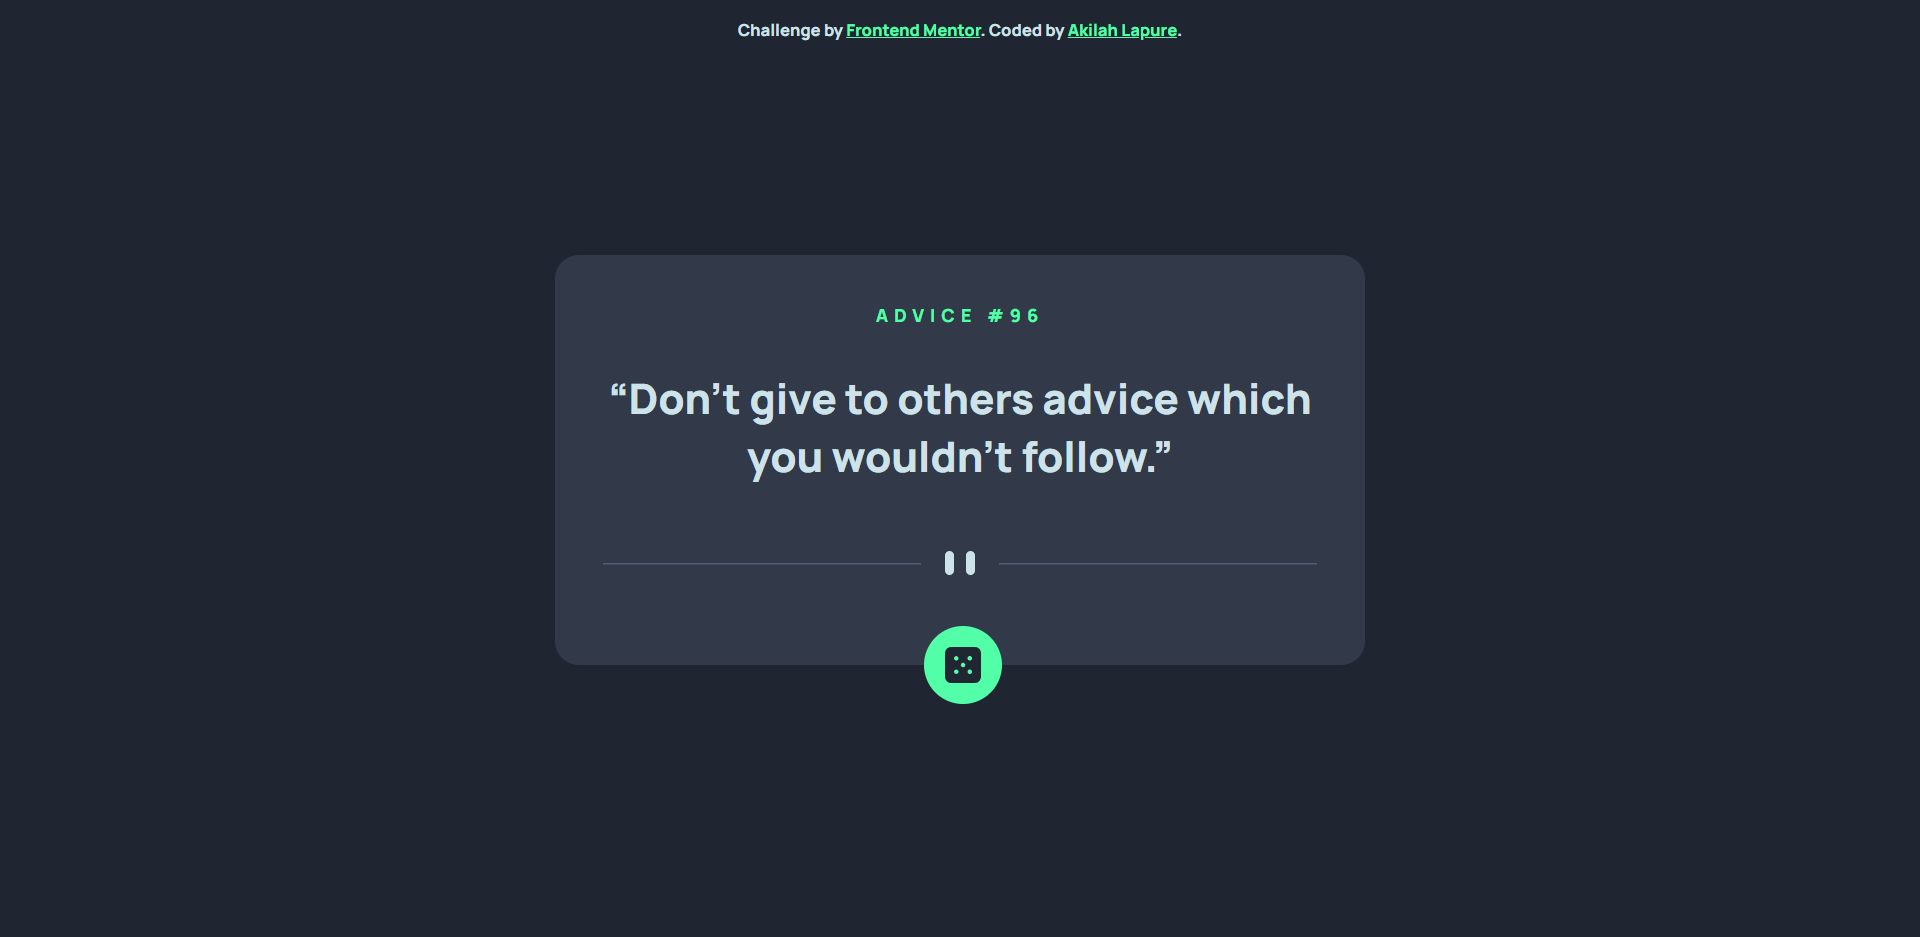 Challenge by Frontend Mentor. Coded by Akilah Lapure.
ADVICE #96
“Don’t give to others advice which
you wouldn’t follow.”